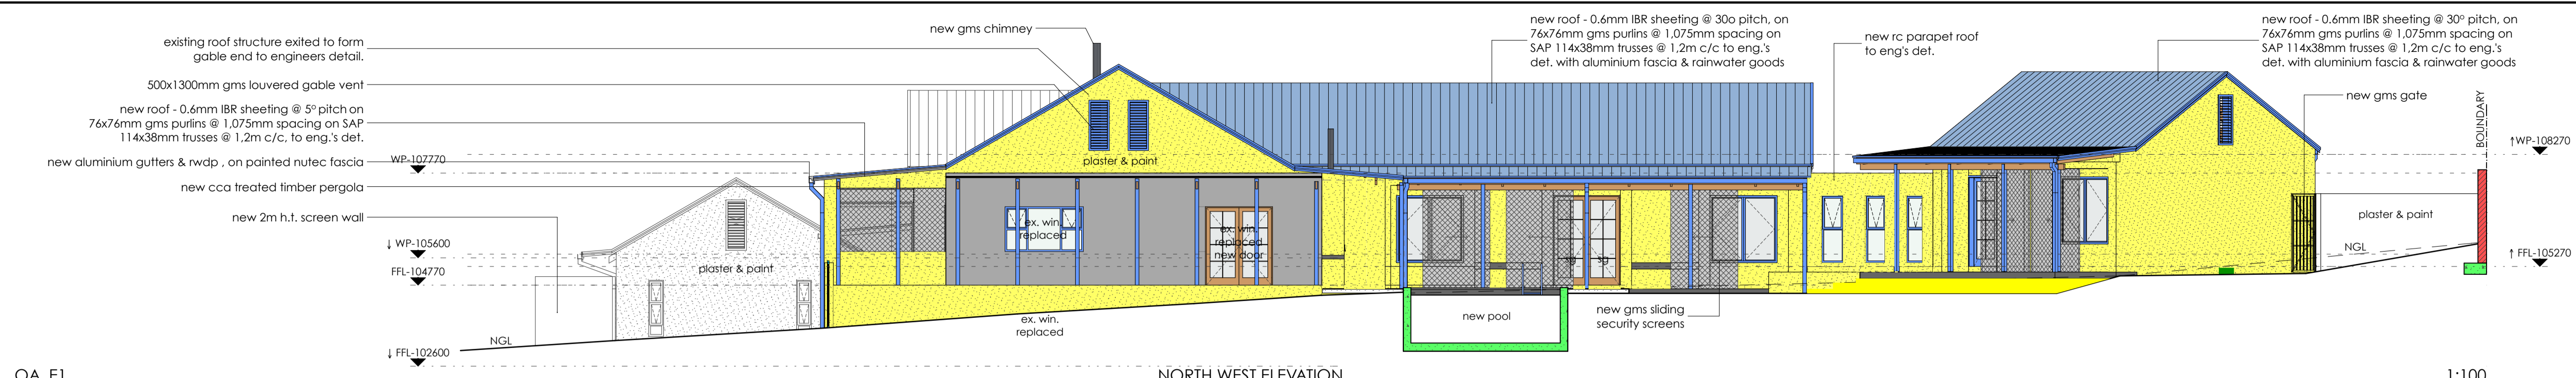 new gms chimney
existing roof structure exited to form
gable end to engineers detail.
500x1300mm gms louvered gable vent
new roof - 0.6mm IBR sheeting @ 5° pitch on
76x76mm gms purlins @ 1,075mm spacing on SAP
114x38mm trusses @ 1,2m c/c, to eng.'s det.
new aluminium gutters & rwdp , on painted nutec fascia
new cca treated timber pergola
new 2m h.t. screen wall
WP-107770
↓ WP-105600
FFL-104770
↓ FFL-102600
NGL
plaster & paint
plaster & paint
ex. win.
replaced
ex. win.
replaced
new door
ex. win.
replaced
new roof - 0.6mm IBR sheeting @ 30o pitch, on
76x76mm gms purlins @ 1,075mm spacing on
SAP 114x38mm trusses @ 1,2m c/c to eng.'s
det. with aluminium fascia & rainwater goods
new rc parapet roof
to eng's det.
new roof - 0.6mm IBR sheeting @ 30° pitch, on
76x76mm gms purlins @ 1,075mm spacing on
SAP 114x38mm trusses @ 1,2m c/c to eng.'s
det. with aluminium fascia & rainwater goods
new gms gate
BOUNDARY
↑WP-108270
plaster & paint
NGL
↑ FFL-105270
sg
sg
new pool
new gms sliding
security screens
OA_E1
NORTH WEST ELEVATION
1:100